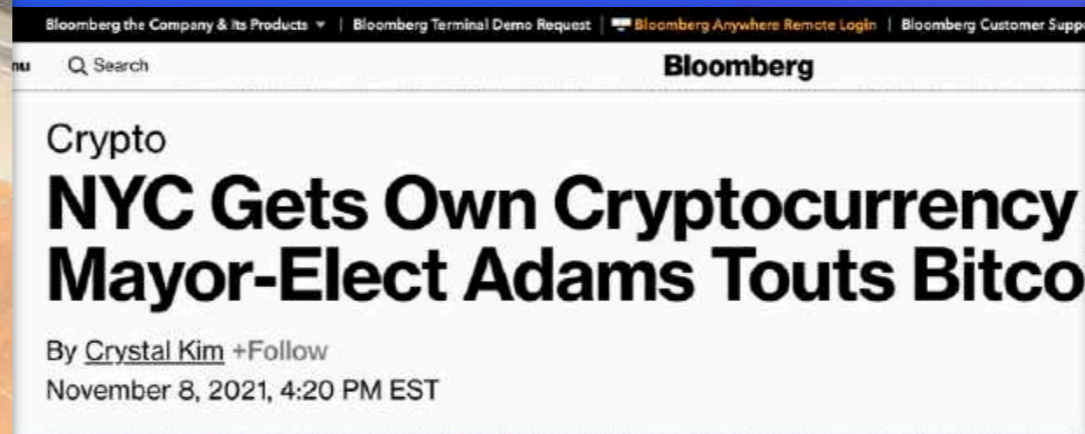 Bloomberg the Company & Its Products ▼ | Bloomberg Terminal Demo Request | Bloomberg Anywhere Remote Login | Bloomberg Customer Supp
nu Search Bloomberg
Crypto
NYC Gets Own Cryptocurrency
Mayor-Elect Adams Touts Bitco
By Crystal Kim +Follow
November 8, 2021, 4:20 PM EST